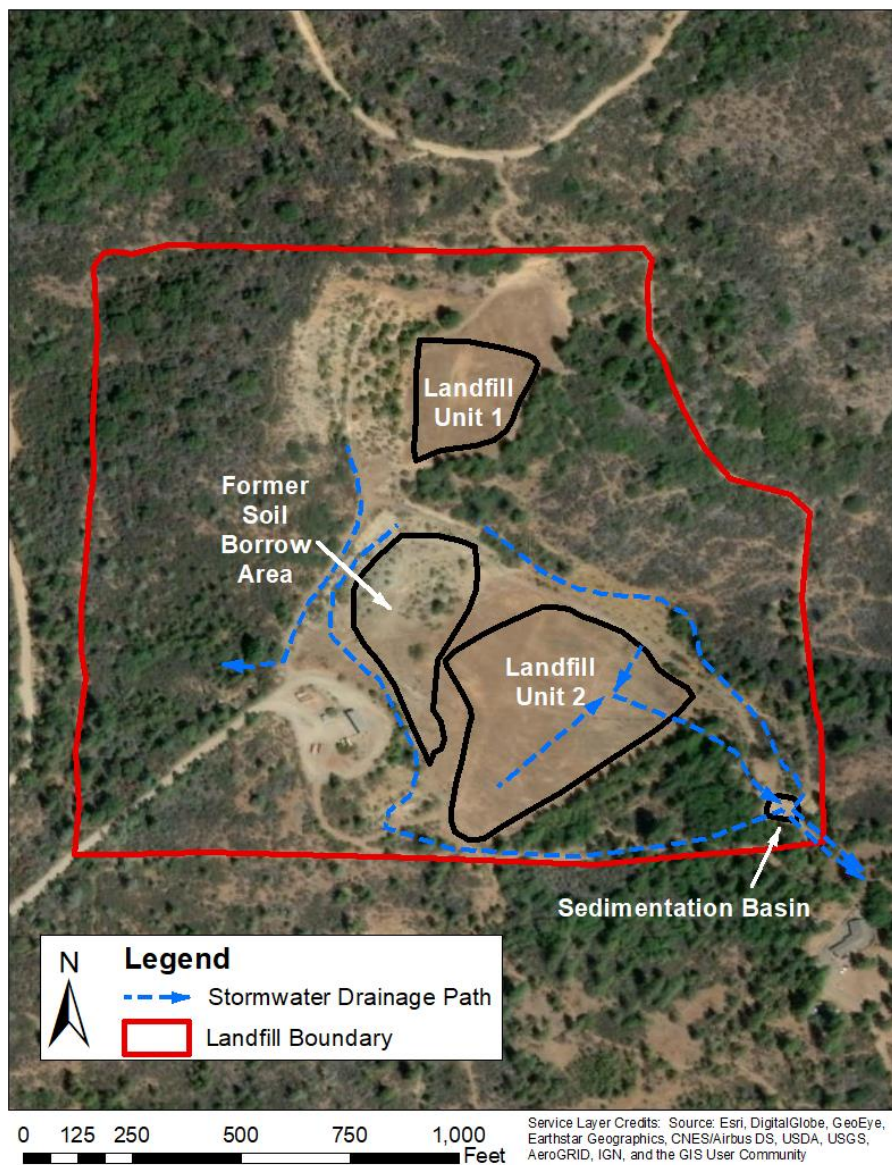 Landfill
Unit 1
Former
Soil
Borrow
Area
Landfill
Unit 2
Sedimentation Basin
N
Legend
Stormwater Drainage Path
Landfill Boundary
0 125 250 500 750 1,000
Feet
Service Layer Credits: Source: Esri, DigitalGlobe, GeoEye,
Earthstar Geographics, CNES/Airbus DS, USDA, USGS,
AeroGRID, IGN, and the GIS User Community